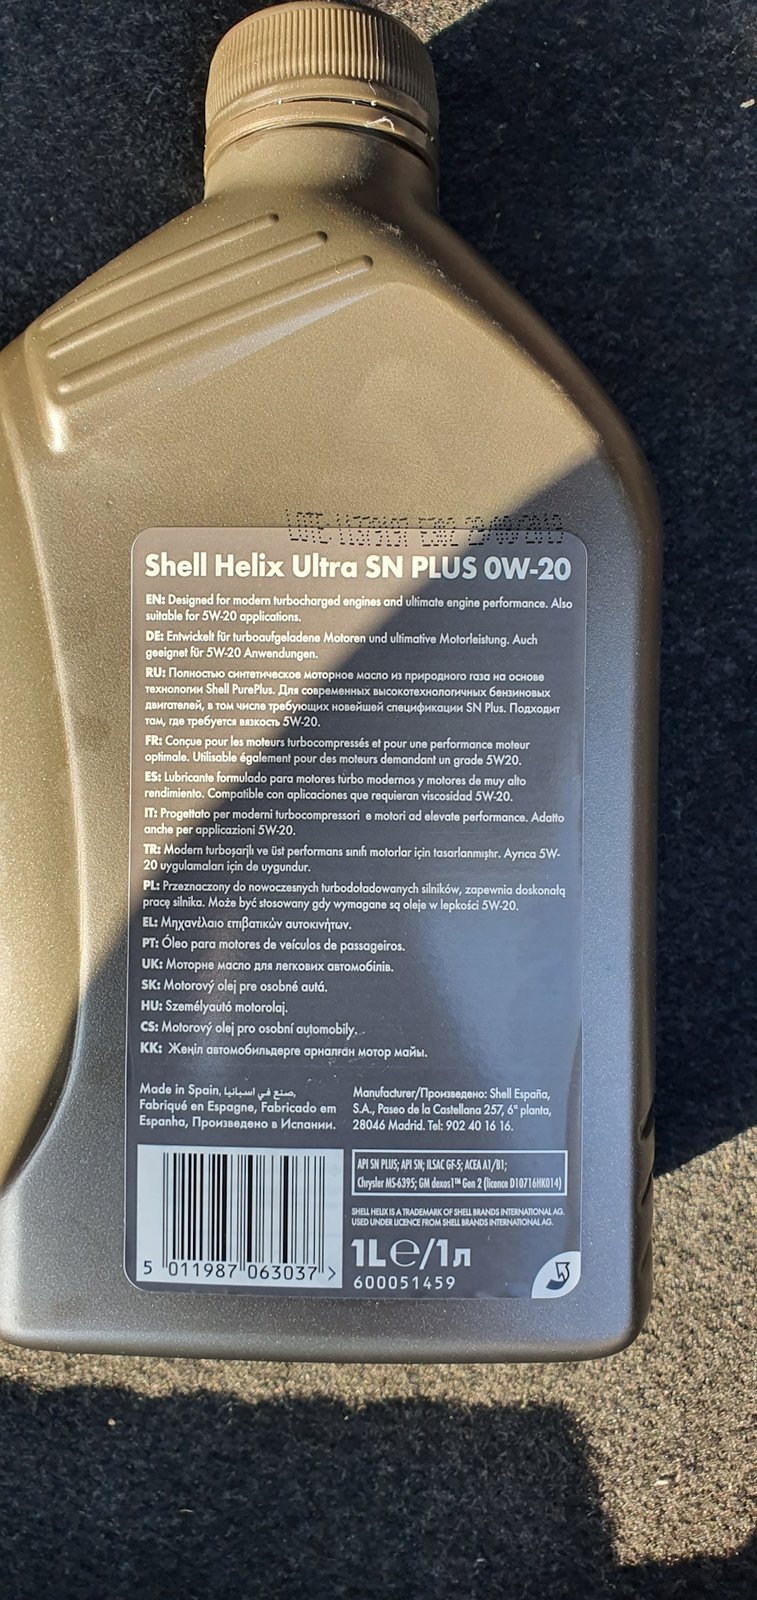 Shell Helix Ultra SN PLUS 0W-20
EN: Designed for modern turbocharged engines and ultimate engine performance. Also
suitable for 5W-20 applications.
DE: Entwickelt für turboaufgeladene Motoren und ultimative Motorleistung. Auch
geeignet für 5W-20 Anwendungen.
RU: Полностью синтетическое моторное масло из природного газа на основе
технологии Shell PurePlus. Для современных высокотехнологичных бензиновых
двигателей, в том числе требующих новейшей спецификации SN Plus. Подходит
там, где требуется вязкость 5W-20.
FR: Conçue pour les moteurs turbocompressés et pour une performance moteur
optimale. Utilisable également pour des moteurs demandant un grade 5W20.
ES: Lubricante formulado para motores turbo modernos y motores de muy alto
rendimiento. Compatible con aplicaciones que requieran viscosidad 5W-20.
IT: Progettato per moderni turbocompressori e motori ad elevate performance. Adatto
anche per applicazioni 5W-20.
TR: Modern turboşarjlı ve üst performans sınıfı motorlar için tasarlanmıştır. Ayrıca 5W-
20 uygulamaları için de uygundur.
PL: Przeznaczony do nowoczesnych turbodoładowanych silników, zapewnia doskonałą
pracę silnika. Może być stosowany gdy wymagane są oleje w lepkości 5W-20.
EL: Μηχανέλαιο επιβατικών αυτοκινήτων.
PT: Óleo para motores de veículos de passageiros.
UK: Моторне масло для легкових автомобілів.
SK: Motorový olej pre osobné autá.
HU: Személyautó motorolaj.
CS: Motorový olej pro osobní automobily.
KK: Жеңіл автомобильдерге арналған мотор майы.
Made in Spain, صنع في اسبانيا,
Fabriqué en Espagne, Fabricado em
Espanha, Произведено в Испании.
Manufacturer/Произведено: Shell España,
S.A., Paseo de la Castellana 257, 6ª planta,
28046 Madrid. Tel: 902 40 16 16.
API SN PLUS; API SN; ILSAC GF-5; ACEA A1/B1;
Chrysler MS-6395; GM dexos1™ Gen 2 (licence D10716HK014)
SHELL HELIX IS A TRADEMARK OF SHELL BRANDS INTERNATIONAL AG.
USED UNDER LICENCE FROM SHELL BRANDS INTERNATIONAL AG.
5 011987 063037 >
1L℮/1л
600051459